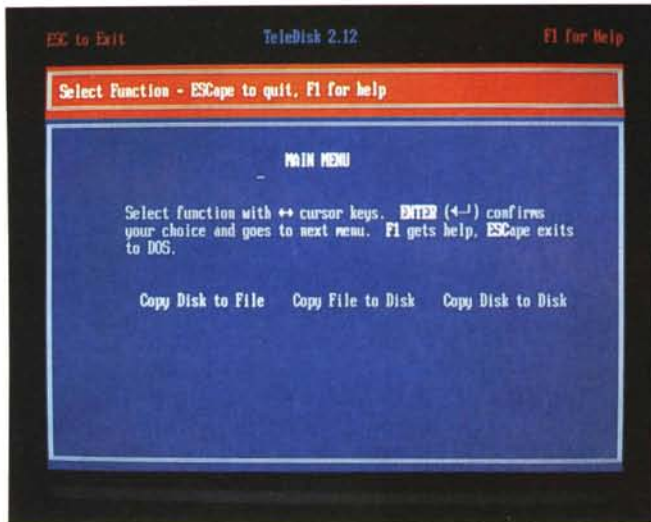 ESC to Exit TeleDisk 2.12 F1 for Help
Select Function - ESCape to quit, F1 for help
MAIN MENU
Select function with ↔ cursor keys. ENTER (←┘) confirms
your choice and goes to next menu. F1 gets help, ESCape exits
to DOS.
Copy Disk to File Copy File to Disk Copy Disk to Disk